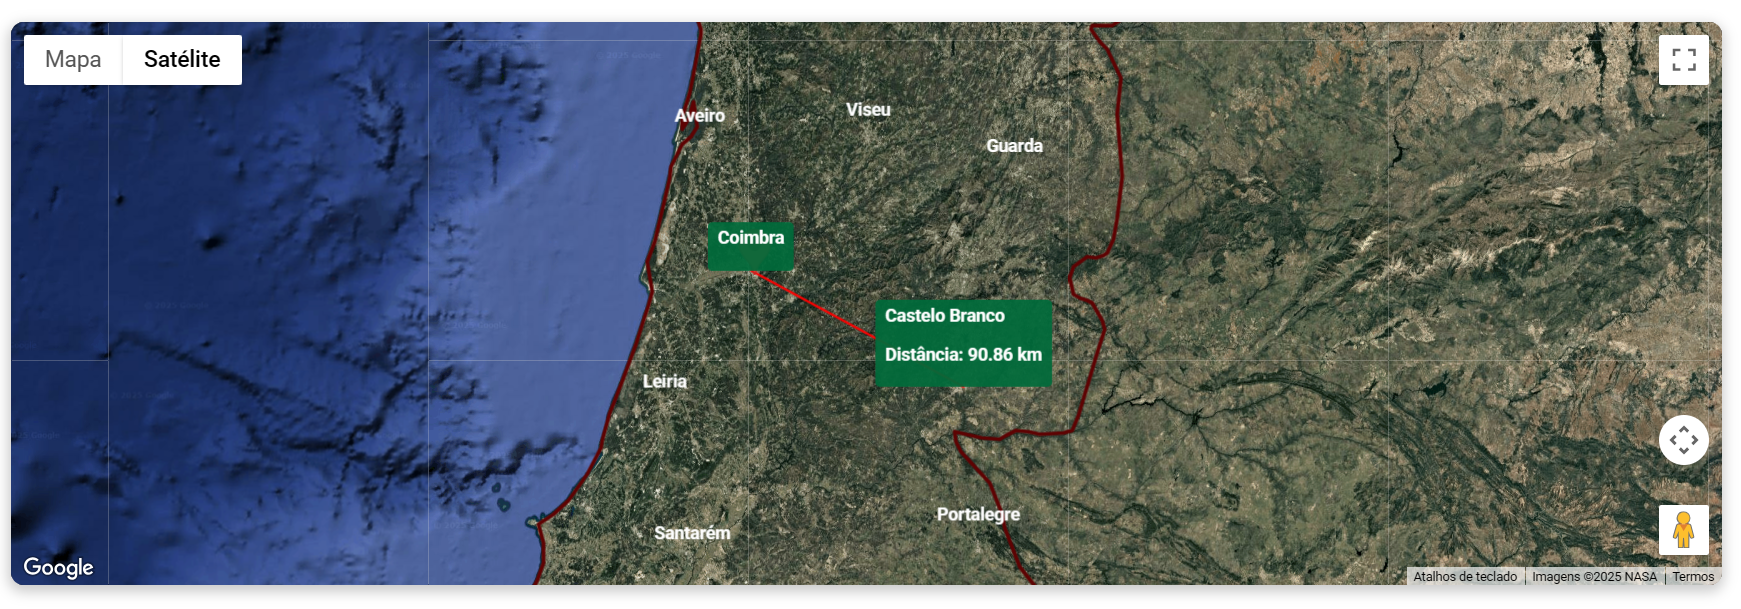 Mapa
Satélite
Aveiro
Viseu
Guarda
Coimbra
Castelo Branco
Distância: 90.86 km
Leiria
Portalegre
Santarém
Google
Atalhos de teclado
Imagens ©2025 NASA
Termos